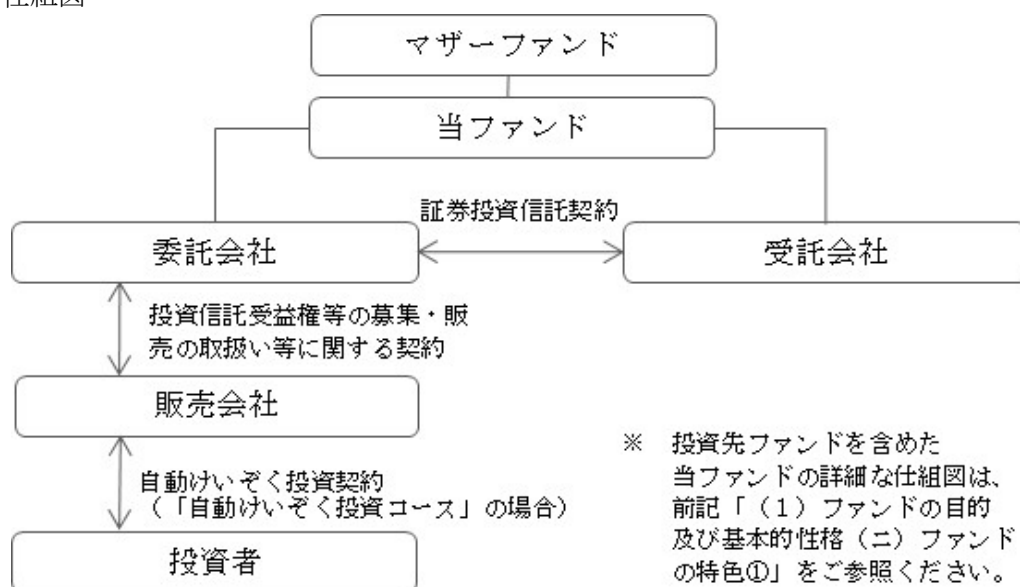 マザーファンド
当ファンド
証券投資信託契約
委託会社
受託会社
投資信託受益権等の募集・販
売の取扱い等に関する契約
販売会社
自動けいぞく投資契約
(「自動けいぞく投資コース」の場合)
投資者
※ 投資先ファンドを含めた
当ファンドの詳細な仕組図は、
前記「(1)ファンドの目的
及び基本的性格(ニ)ファンド
の特色①」をご参照ください。